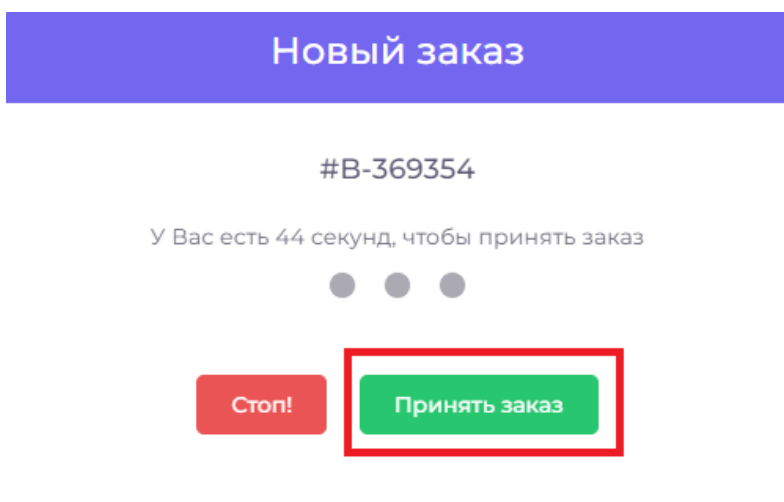 Новый заказ
#B-369354
У Вас есть 44 секунд, чтобы принять заказ
Стоп!
Принять заказ